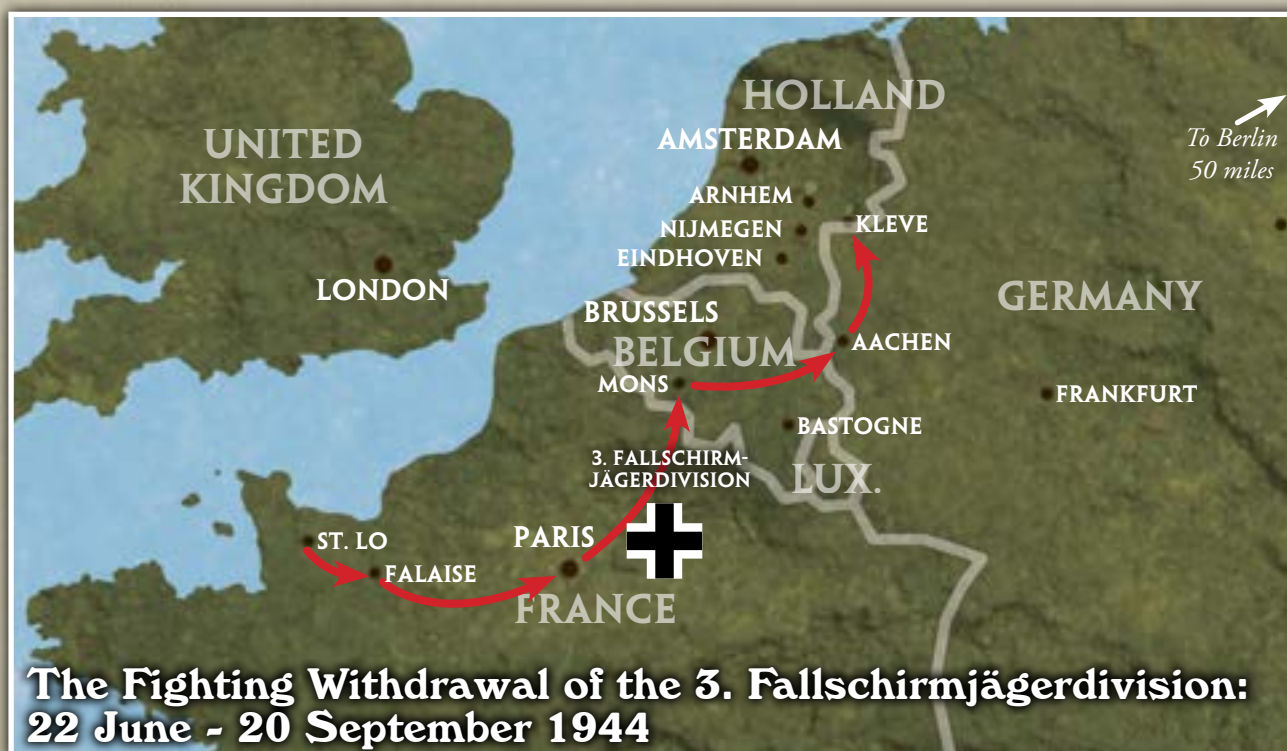 HOLLAND
UNITED
KINGDOM
AMSTERDAM
To Berlin
50 miles
ARNHEM
NIJMEGEN
KLEVE
EINDHOVEN
LONDON
GERMANY
BRUSSELS
BELGIUM
AACHEN
MONS
FRANKFURT
BASTOGNE
3. FALLSCHIRM-
JÄGERDIVISION
LUX.
ST. LO
PARIS
FALAISE
FRANCE
The Fighting Withdrawal of the 3. Fallschirmjägerdivision:
22 June - 20 September 1944